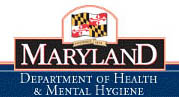 MARYLAND
DEPARTMENT OF HEALTH
& MENTAL HYGIENE